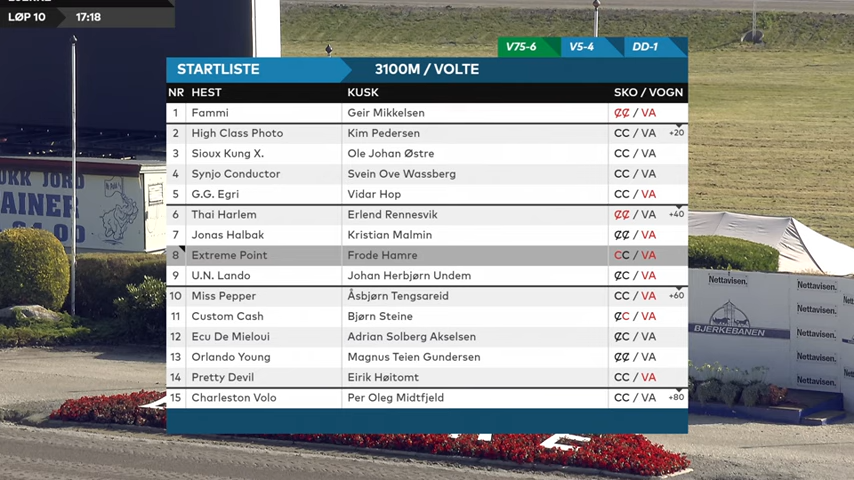 LØP 10 17:18
V75-6 V5-4 DD-1
STARTLISTE 3100M / VOLTE
NR HEST KUSK SKO / VOGN
1 Fammi Geir Mikkelsen ȻȻ / VA
2 High Class Photo Kim Pedersen CC / VA +20
3 Sioux Kung X. Ole Johan Østre CC / VA
4 Synjo Conductor Svein Ove Wassberg CC / VA
5 G.G. Egri Vidar Hop CC / VA
6 Thai Harlem Erlend Rennesvik ȻȻ / VA +40
7 Jonas Halbak Kristian Malmin ȻȻ / VA
8 Extreme Point Frode Hamre CC / VA
9 U.N. Lando Johan Herbjørn Undem ȻC / VA
10 Miss Pepper Åsbjørn Tengsareid CC / VA +60
11 Custom Cash Bjørn Steine ȻC / VA
12 Ecu De Mieloui Adrian Solberg Akselsen ȻC / VA
13 Orlando Young Magnus Teien Gundersen ȻȻ / VA
14 Pretty Devil Eirik Høitomt CC / VA
15 Charleston Volo Per Oleg Midtfjeld CC / VA +80
OKK JORD
AINER
Nettavisen. Nettavisen.
Nettavisen.
BJERKEBANEN
Nettavisen.
Nettavisen.